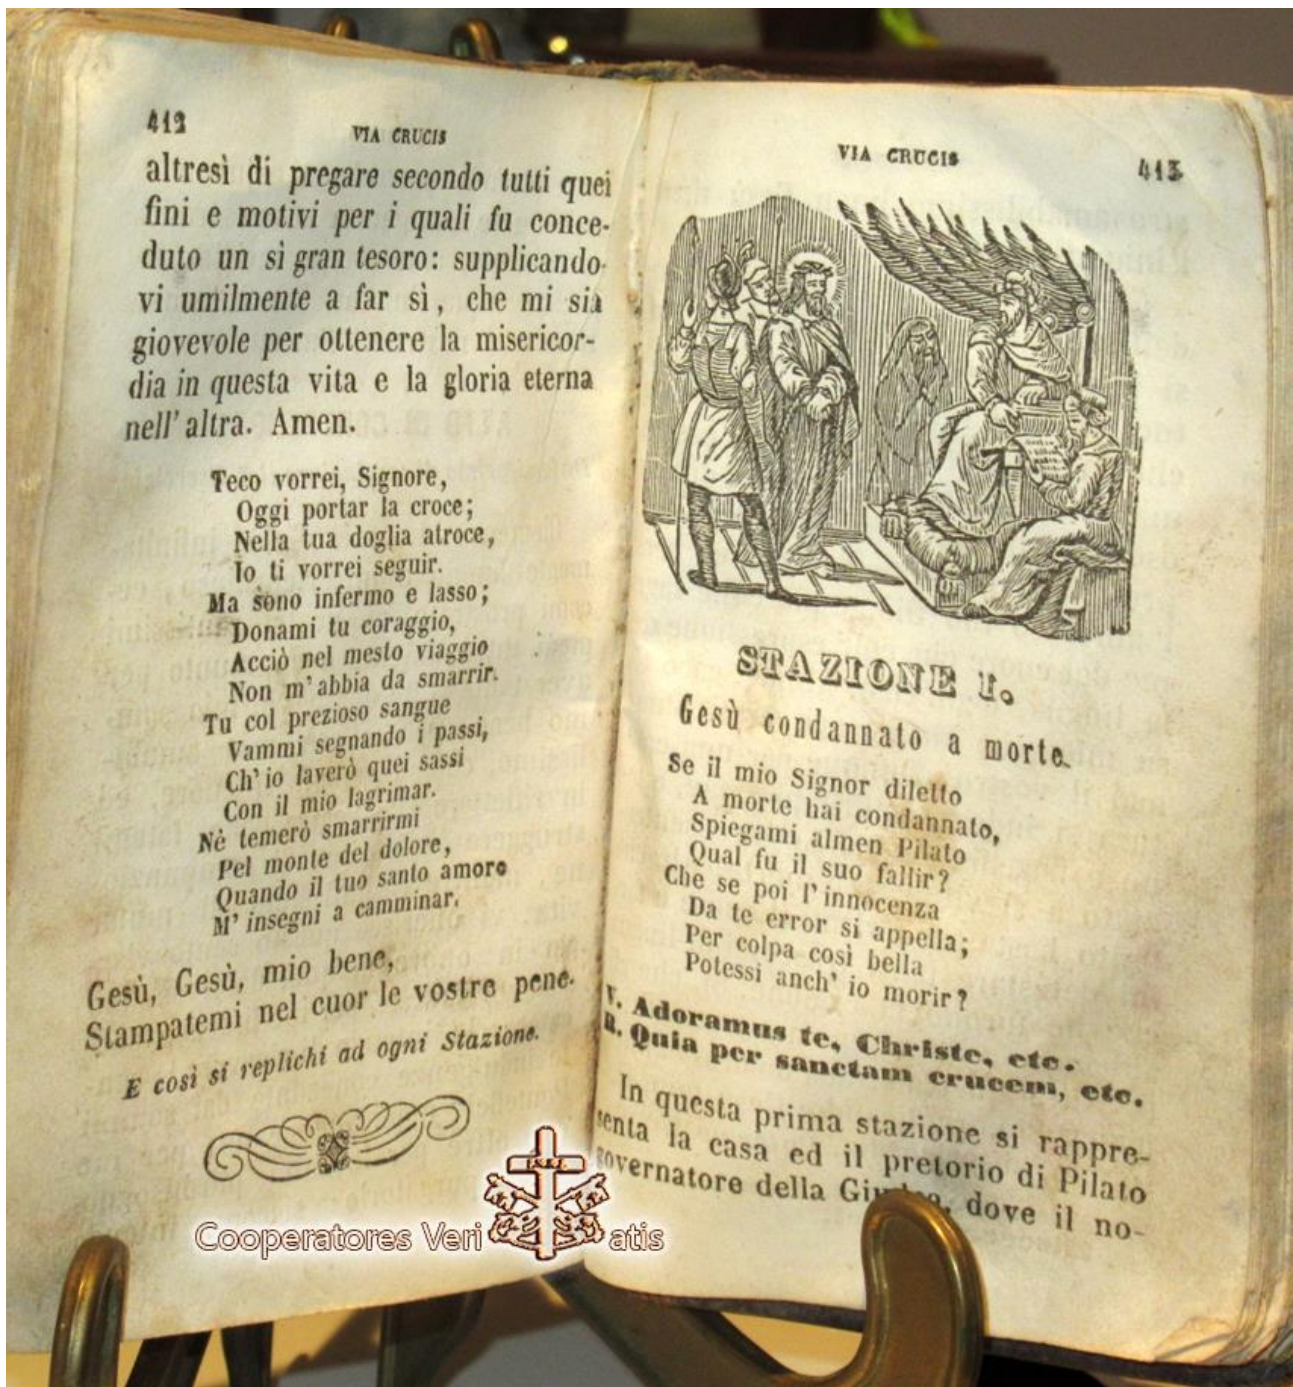 412
VIA CRUCIS
altresì di pregare secondo tutti quei
fini e motivi per i quali fu conce-
duto un sì gran tesoro: supplicando-
vi umilmente a far sì, che mi sia
giovevole per ottenere la misericor-
dia in questa vita e la gloria eterna
nell' altra. Amen.
Teco vorrei, Signore,
Oggi portar la croce;
Nella tua doglia atroce,
Io ti vorrei seguir.
Ma sono infermo e lasso;
Donami tu coraggio,
Acciò nel mesto viaggio
Non m' abbia da smarrir.
Tu col prezioso sangue
Vammi segnando i passi,
Ch' io laverò quei sassi
Con il mio lagrimar.
Nè temerò smarrirmi
Pel monte del dolore,
Quando il tuo santo amore
M' insegni a camminar.
Gesù, Gesù, mio bene,
Stampatemi nel cuor le vostre pene.
E così si replichi ad ogni Stazione.
VIA CRUCIS
413
STAZIONE I.
Gesù condannato a morte.
Se il mio Signor diletto
A morte hai condannato,
Spiegami almen Pilato
Qual fu il suo fallir?
Che se poi l' innocenza
Da te error si appella;
Per colpa così bella
Potessi anch' io morir?
V. Adoramus te, Christe, etc.
R. Quia per sanctam crucem, etc.
In questa prima stazione si rappre-
senta la casa ed il pretorio di Pilato
governatore della dove il no-
Cooperatores Veri atis